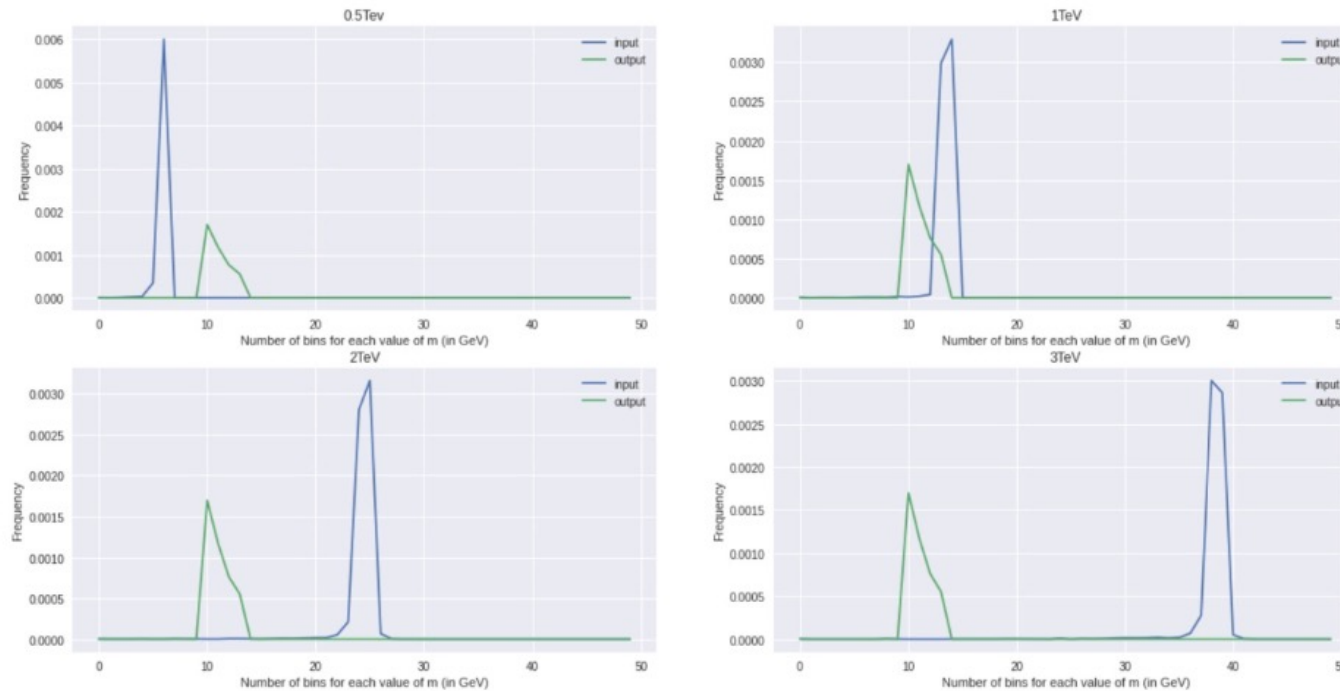 0.5Tev
0.006
0.005
0.004
0.003
0.002
0.001
0.000
Frequency
input
output
0 10 20 30 40 50
Number of bins for each value of m (in GeV)
1TeV
0.0030
0.0025
0.0020
0.0015
0.0010
0.0005
0.0000
Frequency
input
outpu
0 10 20 30 40 50
Number of bins for each value of m (in GeV)
2TeV
0.0030
0.0025
0.0020
0.0015
0.0010
0.0005
0.0000
Frequency
input
output
0 10 20 30 40 50
Number of bins for each value of m (in GeV)
3TeV
0.0030
0.0025
0.0020
0.0015
0.0010
0.0005
0.0000
Frequency
input
outpu
0 10 20 30 40 50
Number of bins for each value of m (in GeV)